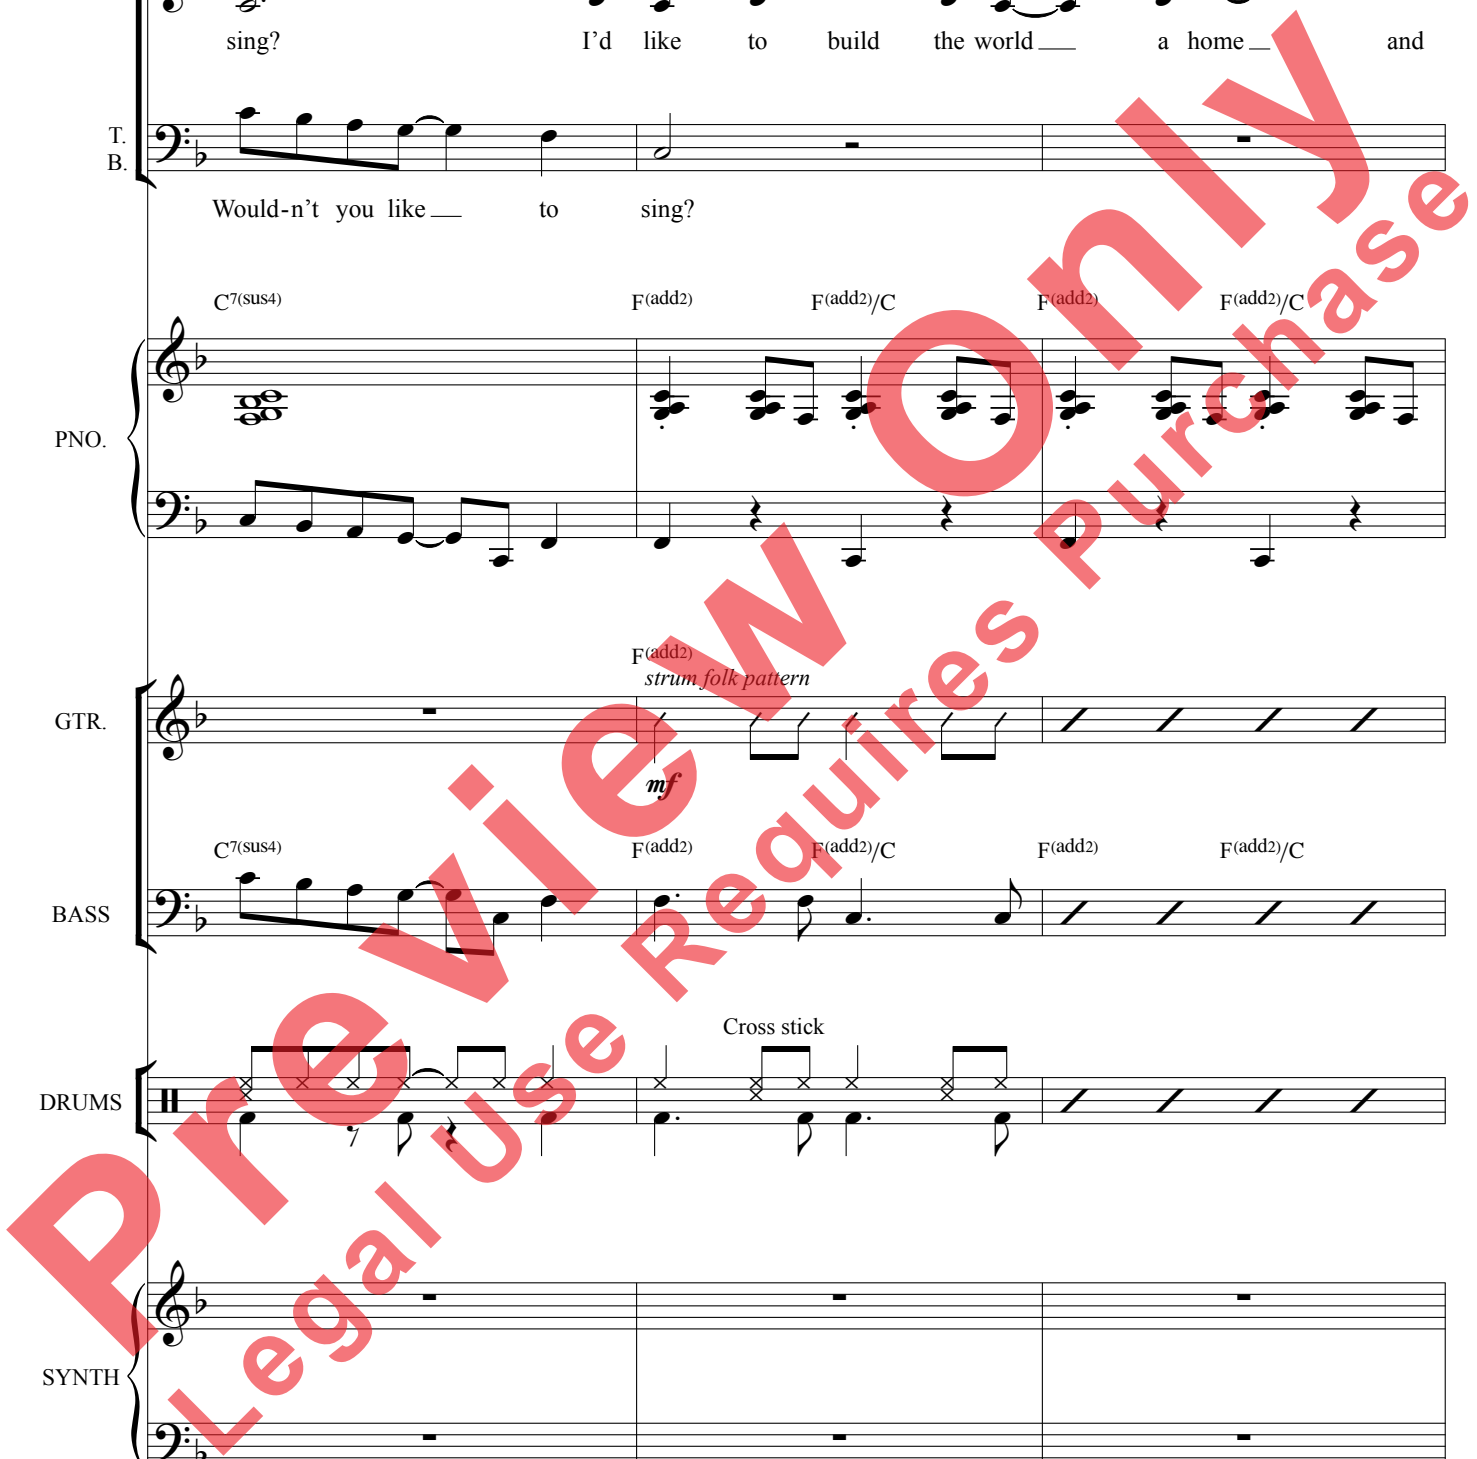 sing? I'd like to build the world a home and
T.
B.
Would-n't you like to sing?
C7(sus4) F(add2) F(add2)/C F(add2) F(add2)/C
PNO.
F(add2)
strum folk pattern
GTR.
mf
C7(sus4) F(add2) F(add2)/C F(add2) F(add2)/C
BASS
Cross stick
DRUMS
SYNTH
Preview Only
Legal Use Requires Purchase